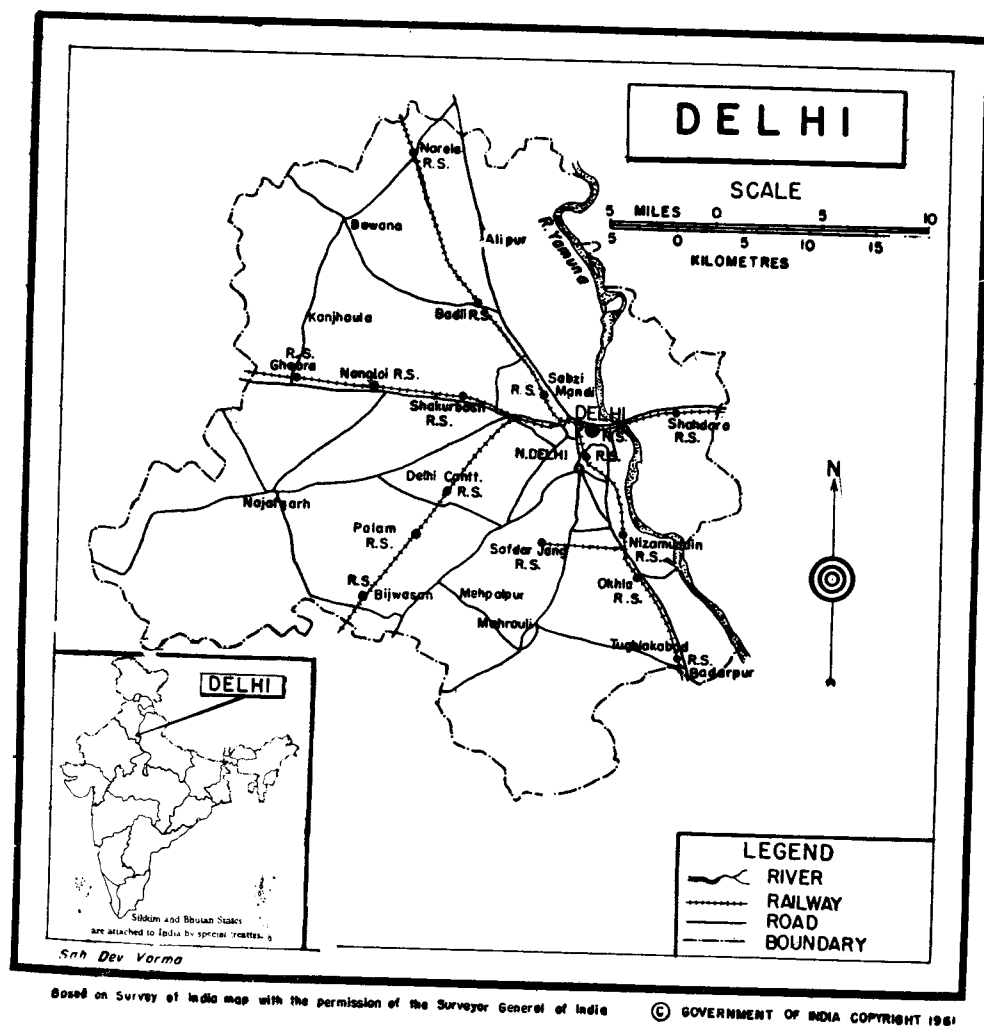 DELHI
SCALE
5 MILES 0 5 10
5 0 5 10 15
KILOMETRES
Narela
R.S.
Bawana
Alipur
R. Yamuna
Kanjhaula
Badli R.S.
R.S.
Ghebra
Nangloi R.S.
Sabzi
Mandi
R.S.
Shakurbasti
R.S.
DELHI
R.S.
Shahdara
R.S.
N.DELHI
R.S.
Delhi Cantt.
R.S.
Najafgarh
N
Palam
R.S.
Safdar Jang
R.S.
Nizamuddin
R.S.
Okhla
R.S.
R.S.
Bijwasan
Mehpalpur
Mehrauli
Tughlakabad
R.S.
Badarpur
DELHI
Sikkim and Bhutan States
are attached to India by special treaties.
LEGEND
RIVER
RAILWAY
ROAD
BOUNDARY
Sah Dev Varma
Based on Survey of India map with the permission of the Surveyor General of India
© GOVERNMENT OF INDIA COPYRIGHT 1961